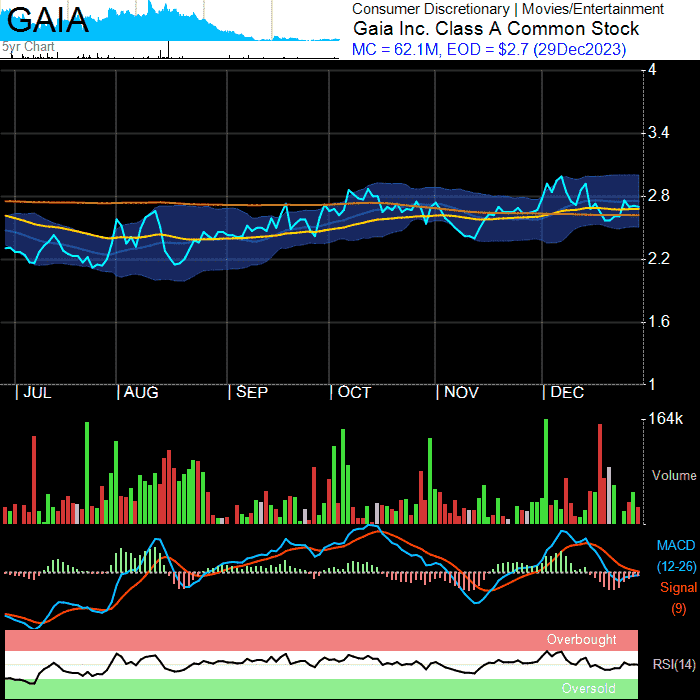 GAIA
5yr Chart
Consumer Discretionary | Movies/Entertainment
Gaia Inc. Class A Common Stock
MC = 62.1M, EOD = $2.7 (29Dec2023)
4
3.4
2.8
2.2
1.6
1
| JUL | AUG | SEP | OCT | NOV | DEC
164k
Volume
MACD
(12-26)
Signal
(9)
Overbought
RSI(14)
Oversold